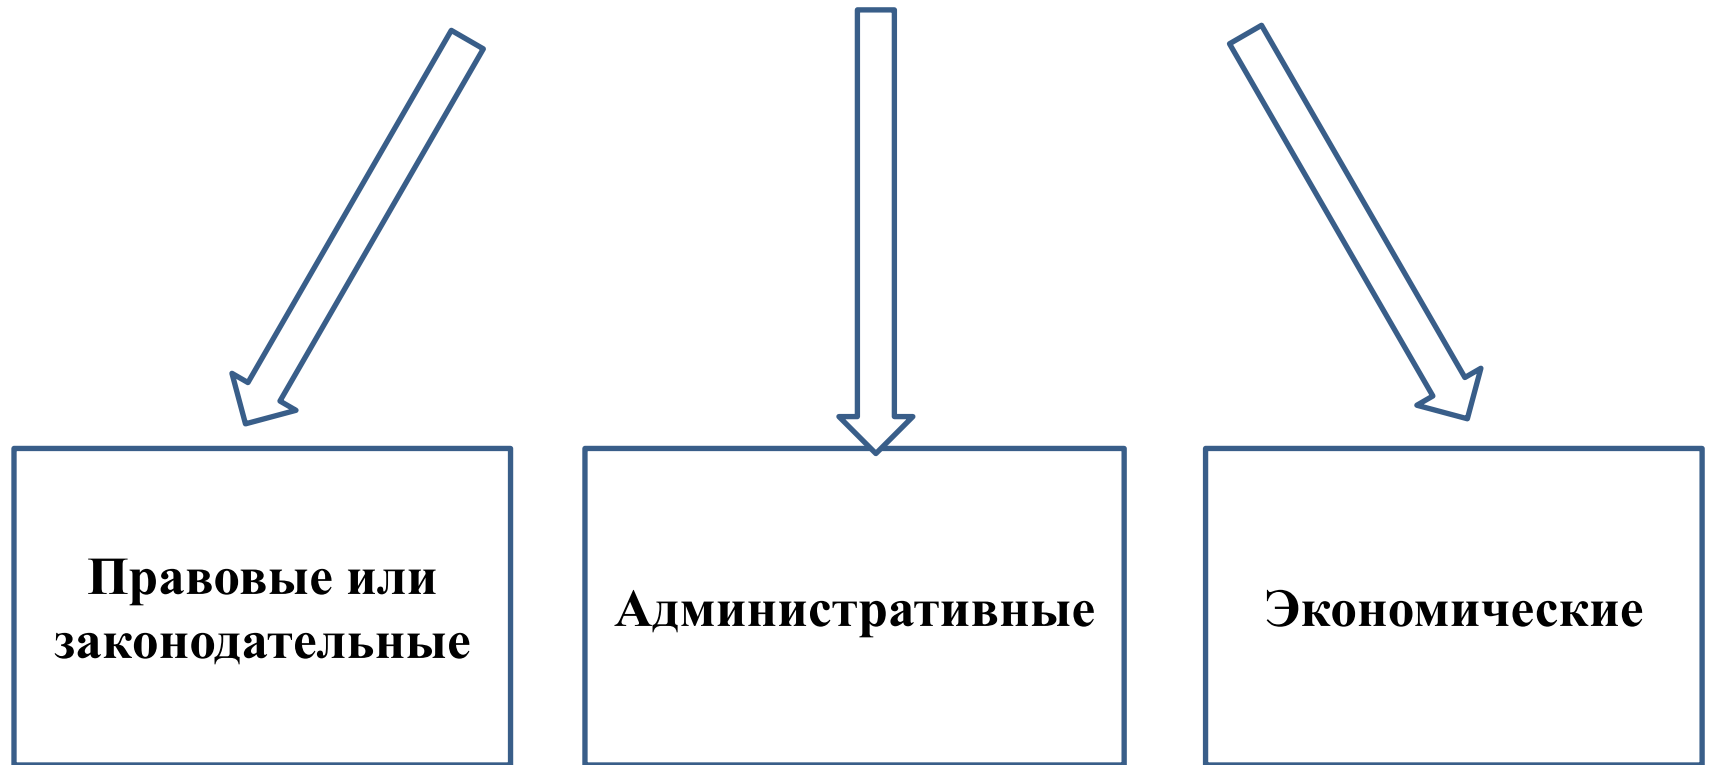 Правовые или
законодательные
Административные
Экономические